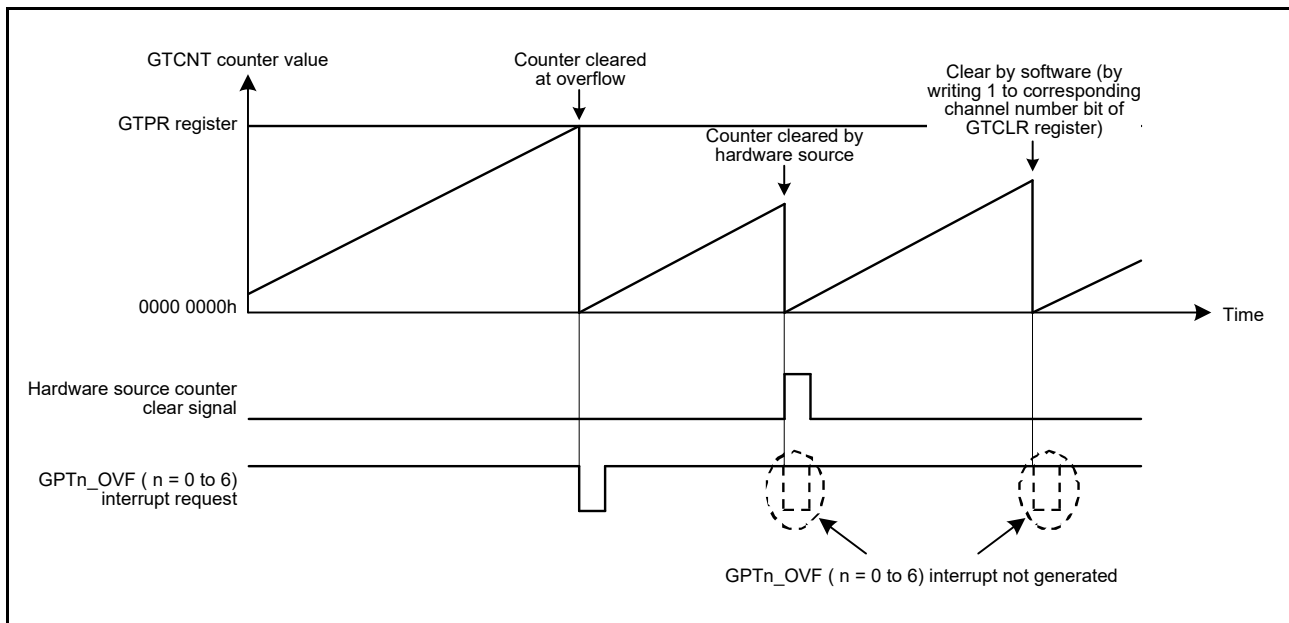 GTCNT counter value
Counter cleared
at overflow
Clear by software (by
writing 1 to corresponding
channel number bit of
GTCLR register)
GTPR register
Counter cleared by
hardware source
0000 0000h
Time
Hardware source counter
clear signal
GPTn_OVF ( n = 0 to 6)
interrupt request
GPTn_OVF ( n = 0 to 6) interrupt not generated